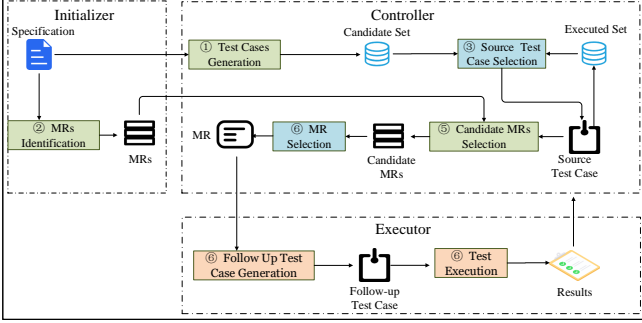 Initializer
Specification
② MRs
Identification
MRs
Controller
① Test Cases
Generation
Candidate Set
③ Source Test
Case Selection
Executed Set
MR
⑥ MR
Selection
Candidate
MRs
⑤ Candidate MRs
Selection
Source
Test Case
Executor
⑥ Follow Up Test
Case Generation
Follow-up
Test Case
⑥ Test
Execution
Results